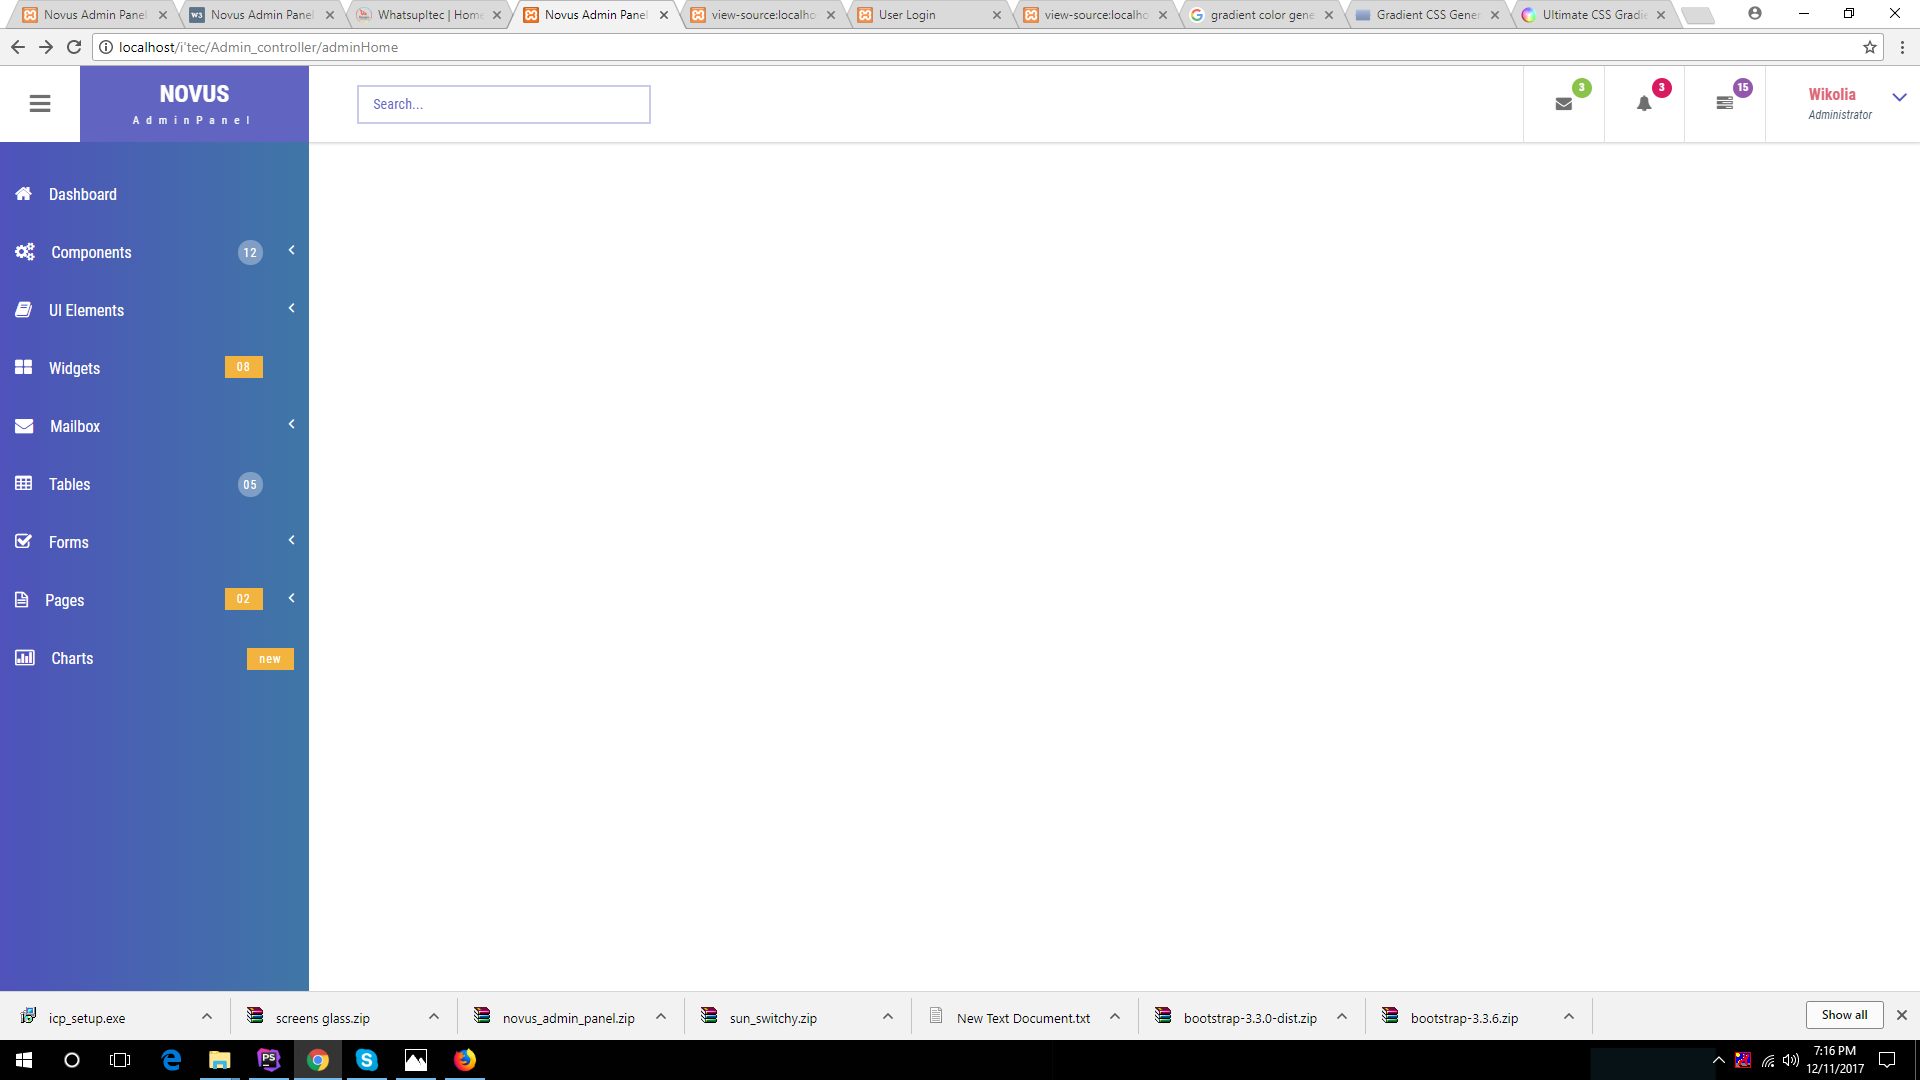 Novus Admin Panel
Novus Admin Panel
WhatsupItec | Home
Novus Admin Panel
view-source:localho
User Login
view-source:localho
gradient color gene
Gradient CSS Gener
Ultimate CSS Gradie
localhost/i'tec/Admin_controller/adminHome
NOVUS
AdminPanel
Search...
3
3
15
Wikolia
Administrator
Dashboard
Components 12
UI Elements
Widgets 08
Mailbox
Tables 05
Forms
Pages 02
Charts new
icp_setup.exe
screens glass.zip
novus_admin_panel.zip
sun_switchy.zip
New Text Document.txt
bootstrap-3.3.0-dist.zip
bootstrap-3.3.6.zip
Show all
7:16 PM
12/11/2017